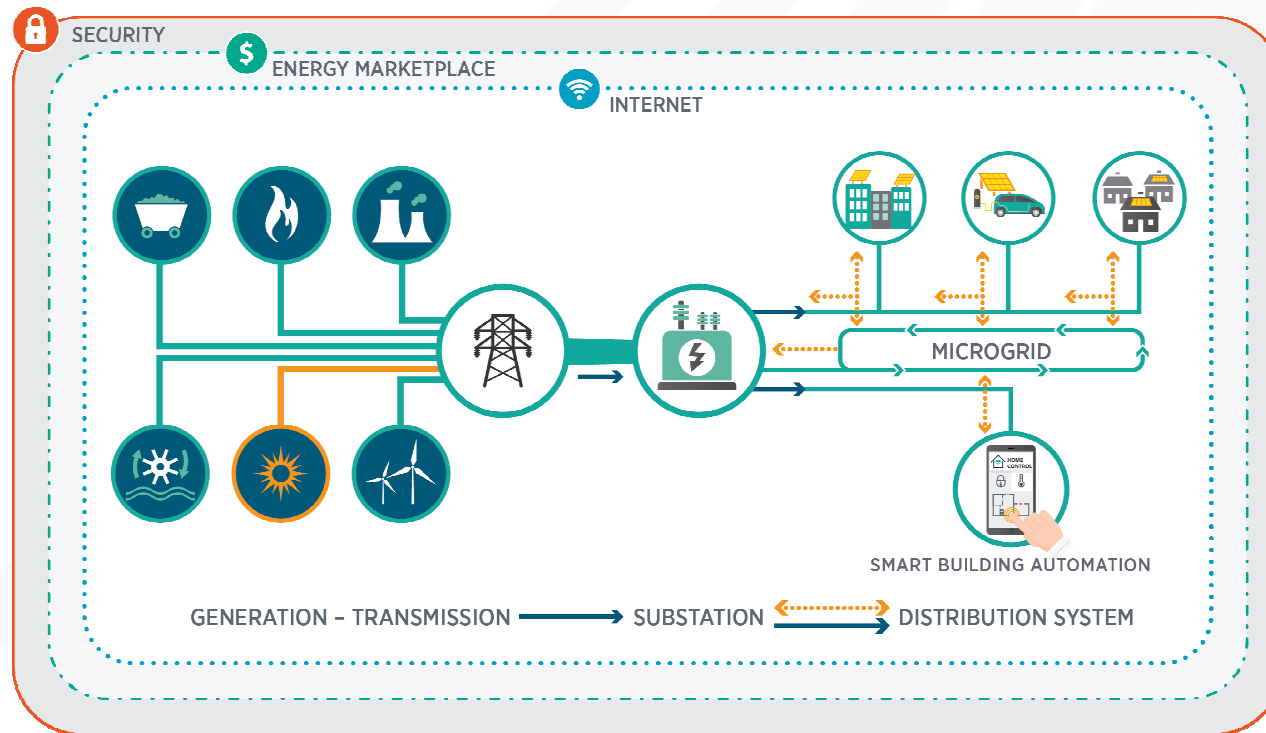 SECURITY
$
ENERGY MARKETPLACE
INTERNET
MICROGRID
HOME
CONTROL
SMART BUILDING AUTOMATION
GENERATION – TRANSMISSION
SUBSTATION
DISTRIBUTION SYSTEM